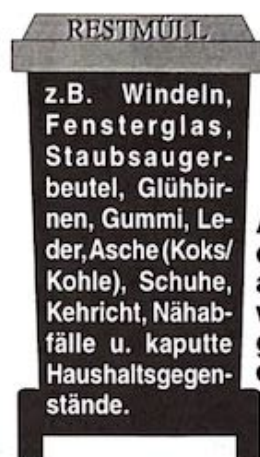 RESTMÜLL
z.B. Windeln,
Fensterglas,
Staubsauger-
beutel, Glühbir-
nen, Gummi, Le-
der, Asche (Koks/
Kohle), Schuhe,
Kehricht, Nähab-
fälle u. kaputte
Haushaltsgegen-
stände.